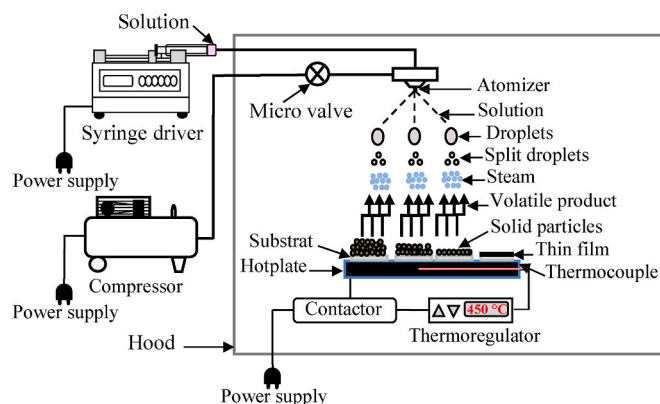 Solution
Syringe driver
Power supply
Micro valve
Atomizer
Solution
Droplets
Split droplets
Steam
Volatile product
Solid particles
Substrat
Thin film
Hotplate
Thermocouple
Compressor
Power supply
Contactor
450 °C
Thermoregulator
Hood
Power supply